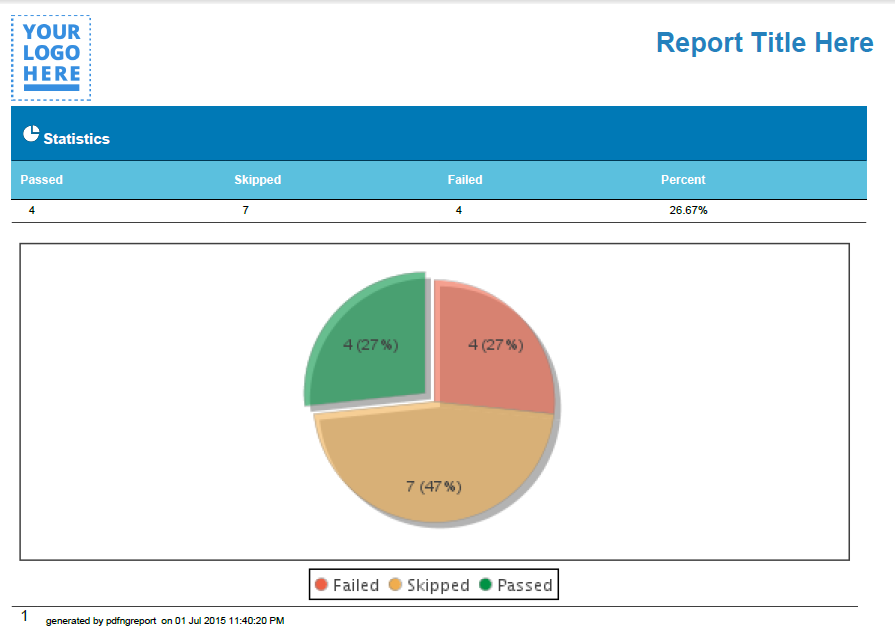 YOUR
LOGO
HERE
Report Title Here
Statistics
Passed Skipped Failed Percent
4 7 4 26.67%
4 (27%) 4 (27%)
7 (47%)
Failed Skipped Passed
1 generated by pdfngreport on 01 Jul 2015 11:40:20 PM